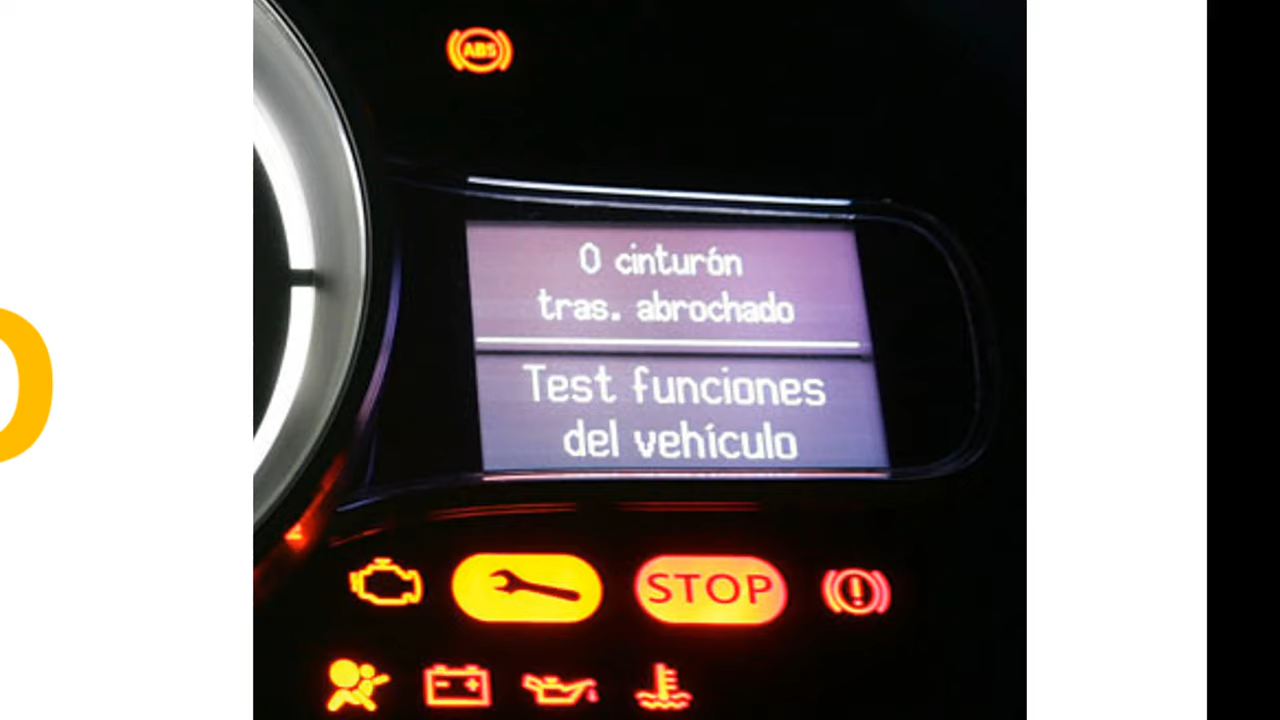 ABS
0 cinturón
tras. abrochado
Test funciones
del vehículo
STOP